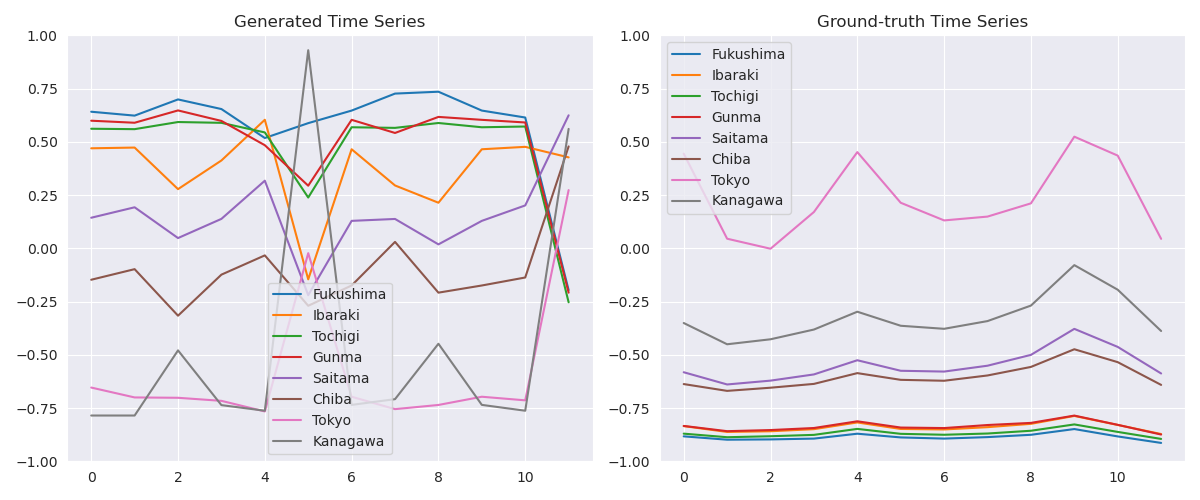 Generated Time Series
1.00
0.75
0.50
0.25
0.00
−0.25
−0.50
−0.75
−1.00
0 2 4 6 8 10
Fukushima
Ibaraki
Tochigi
Gunma
Saitama
Chiba
Tokyo
Kanagawa
Ground-truth Time Series
1.00
0.75
0.50
0.25
0.00
−0.25
−0.50
−0.75
−1.00
0 2 4 6 8 10
Fukushima
Ibaraki
Tochigi
Gunma
Saitama
Chiba
Tokyo
Kanagawa